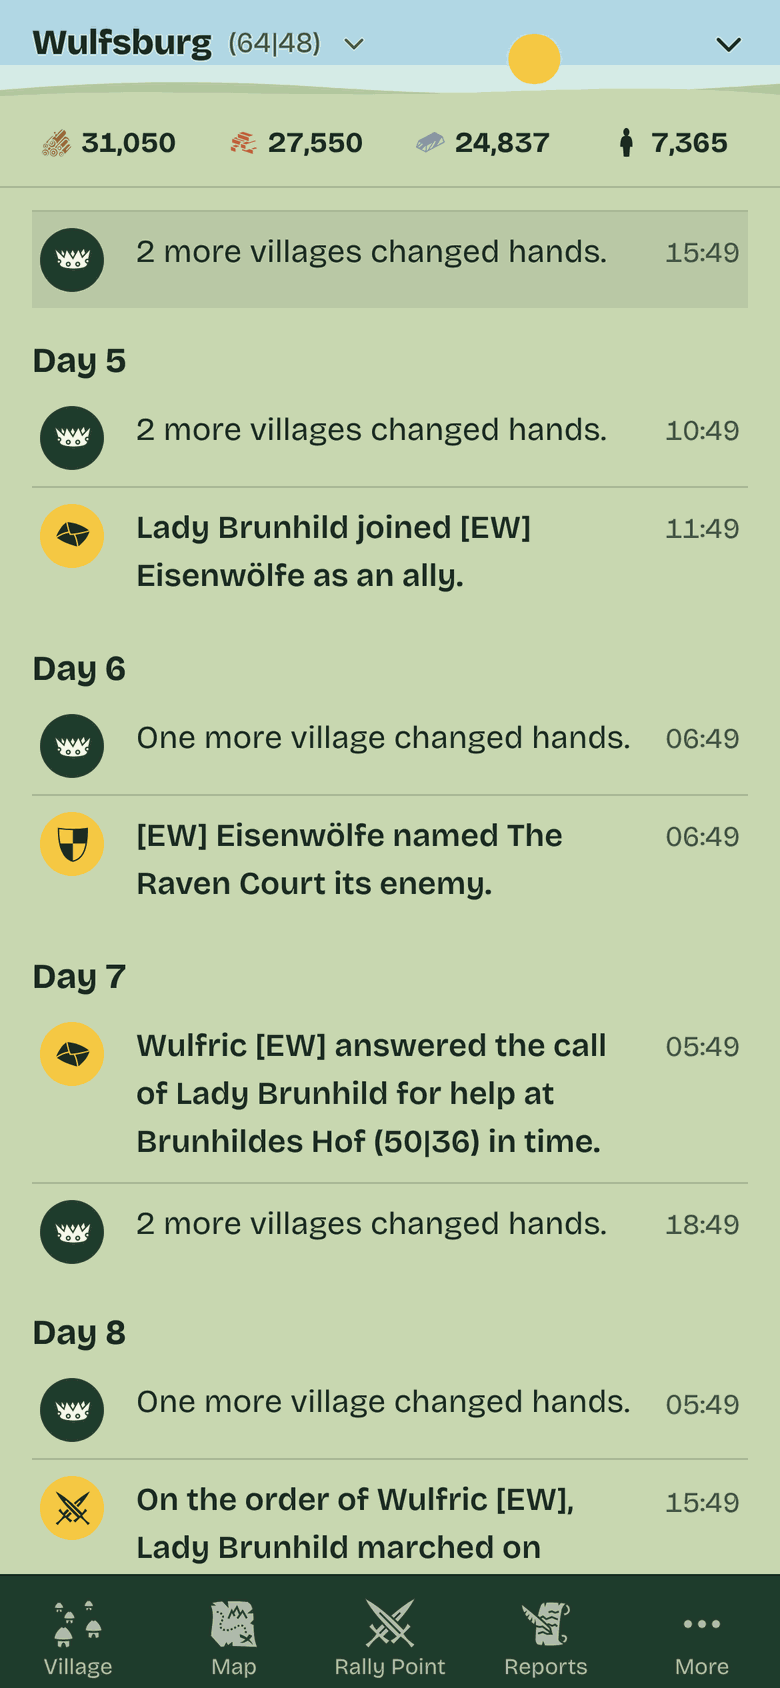 Wulfsburg (64|48)
31,050 27,550 24,837 7,365
2 more villages changed hands. 15:49
Day 5
2 more villages changed hands. 10:49
Lady Brunhild joined [EW] 11:49
Eisenwölfe as an ally.
Day 6
One more village changed hands. 06:49
[EW] Eisenwölfe named The 06:49
Raven Court its enemy.
Day 7
Wulfric [EW] answered the call 05:49
of Lady Brunhild for help at
Brunhildes Hof (50|36) in time.
2 more villages changed hands. 18:49
Day 8
One more village changed hands. 05:49
On the order of Wulfric [EW], 15:49
Lady Brunhild marched on
Village Map Rally Point Reports More